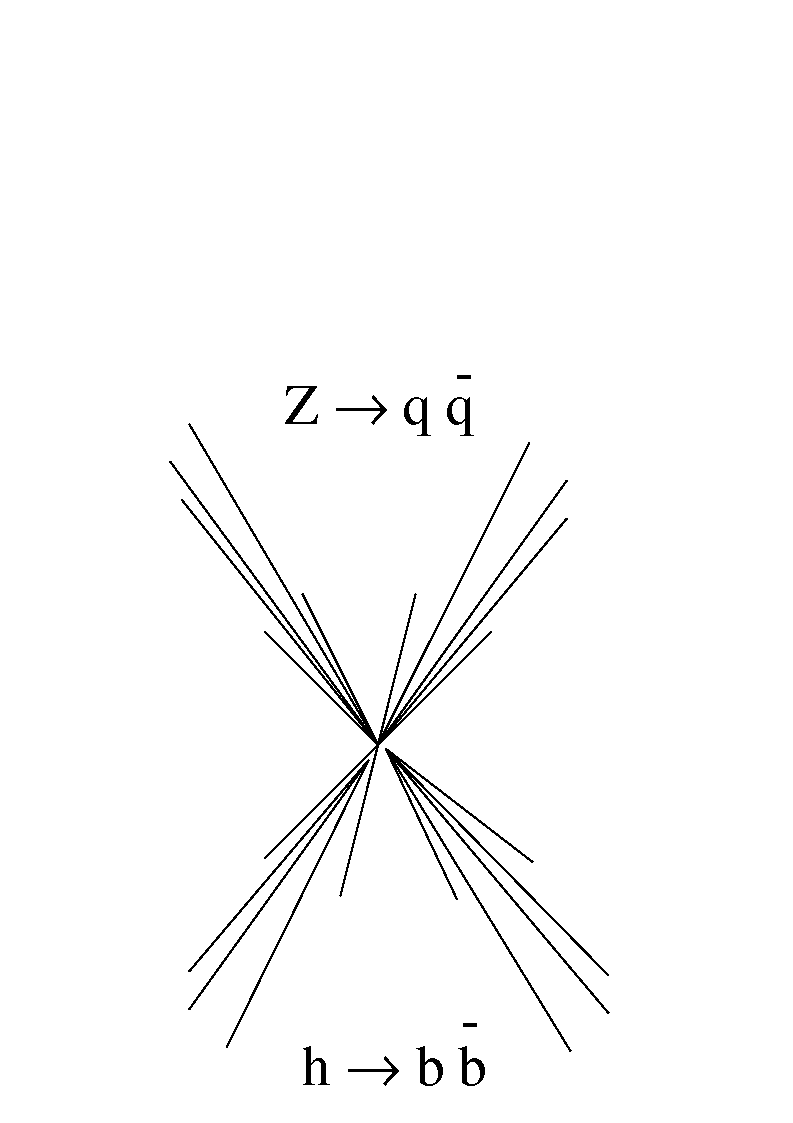 Z → q q̄
h → b b̄